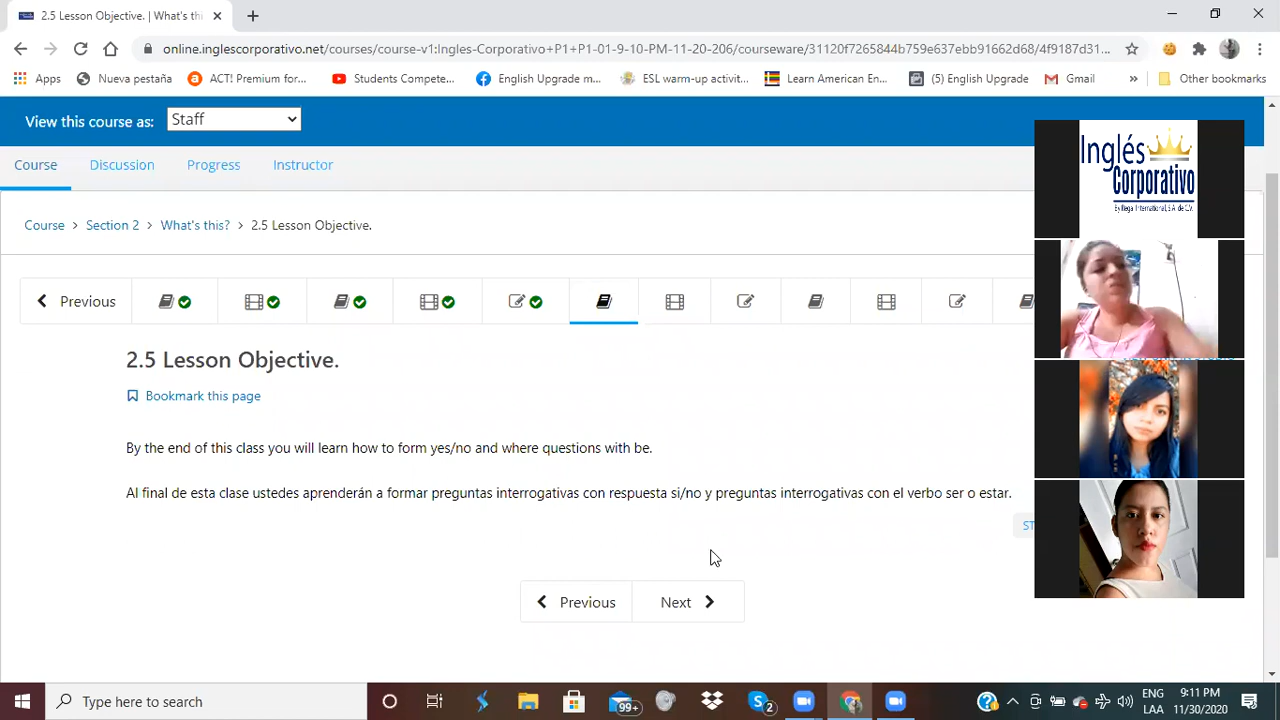 2.5 Lesson Objective. | What's thi
online.inglescorporativo.net/courses/course-v1:Ingles-Corporativo+P1+P1-01-9-10-PM-11-20-206/courseware/31120f7265844b759e637ebb91662d68/4f9187d31...
Apps Nueva pestaña ACT! Premium for... Students Compete... English Upgrade m... ESL warm-up activit... Learn American En... (5) English Upgrade Gmail » Other bookmarks
View this course as: Staff
Course Discussion Progress Instructor
Course > Section 2 > What's this? > 2.5 Lesson Objective.
Previous
2.5 Lesson Objective.
Bookmark this page
By the end of this class you will learn how to form yes/no and where questions with be.
Al final de esta clase ustedes aprenderán a formar preguntas interrogativas con respuesta si/no y preguntas interrogativas con el verbo ser o estar.
ST
Previous Next
Inglés
Corporativo
Type here to search
99+
2
ENG
LAA
9:11 PM
11/30/2020